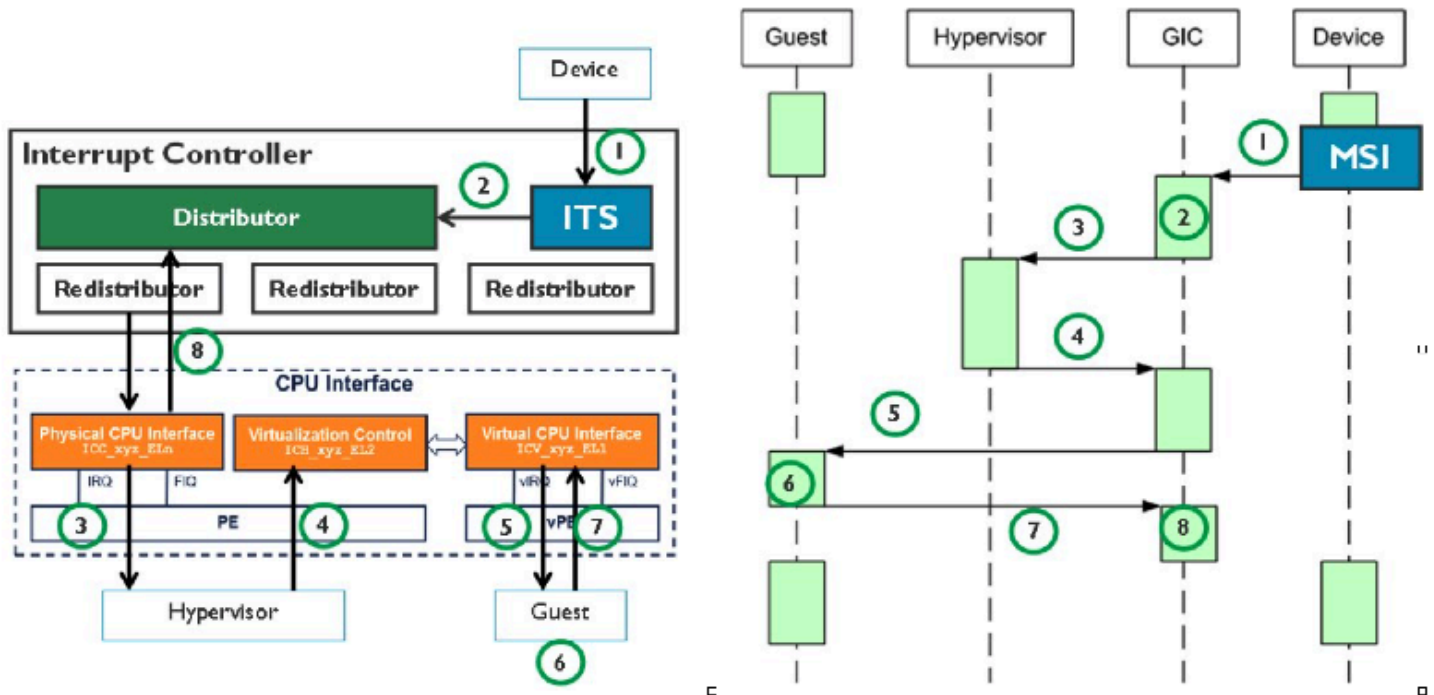 Device
1
Interrupt Controller
2
Distributor
ITS
Redistributor
Redistributor
Redistributor
8
CPU Interface
Physical CPU Interface
ICC_xyz_ELn
Virtualization Control
ICH_xyz_EL2
Virtual CPU Interface
ICV_xyz_EL1
IRQ
FIQ
vIRQ
vFIQ
3
PE
4
5
vPE
7
Hypervisor
Guest
6
Guest
Hypervisor
GIC
Device
1
MSI
2
3
4
5
6
7
8